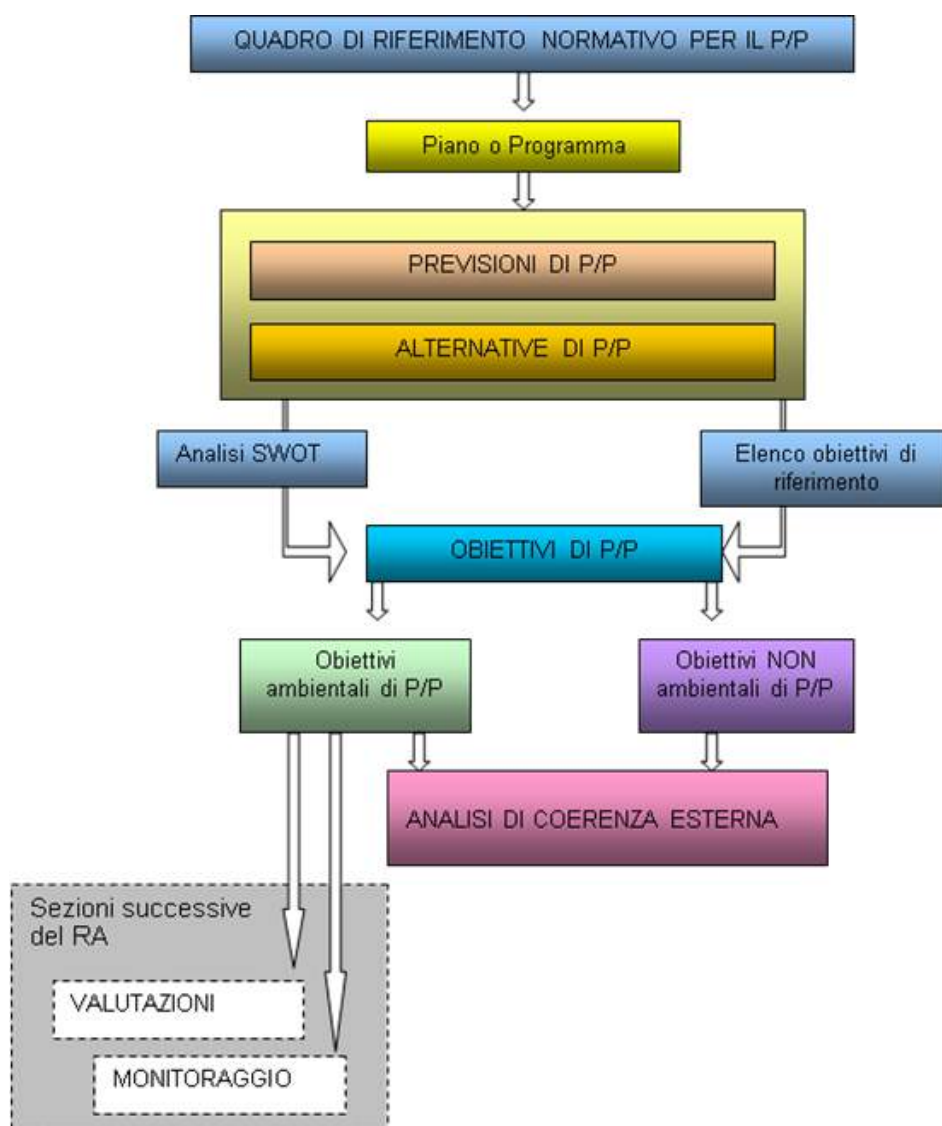 QUADRO DI RIFERIMENTO NORMATIVO PER IL P/P
Piano o Programma
PREVISIONI DI P/P
ALTERNATIVE DI P/P
Analisi SWOT
Elenco obiettivi di
riferimento
OBIETTIVI DI P/P
Obiettivi
ambientali di P/P
Obiettivi NON
ambientali di P/P
ANALISI DI COERENZA ESTERNA
Sezioni successive
del RA
VALUTAZIONI
MONITORAGGIO